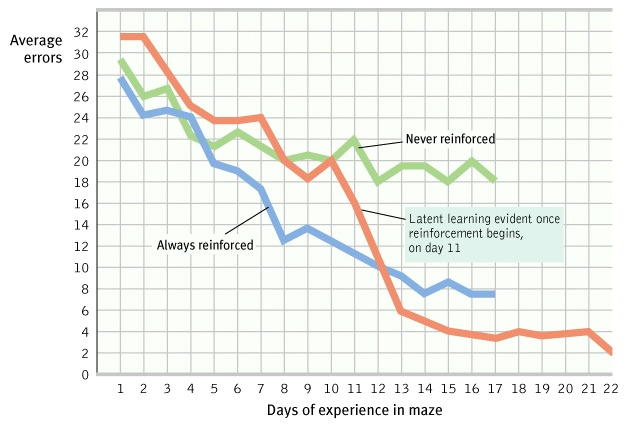 Average
errors
32
30
28
26
24
22
20
18
16
14
12
10
8
6
4
2
0
Never reinforced
Latent learning evident once
reinforcement begins,
on day 11
Always reinforced
1 2 3 4 5 6 7 8 9 10 11 12 13 14 15 16 17 18 19 20 21 22
Days of experience in maze